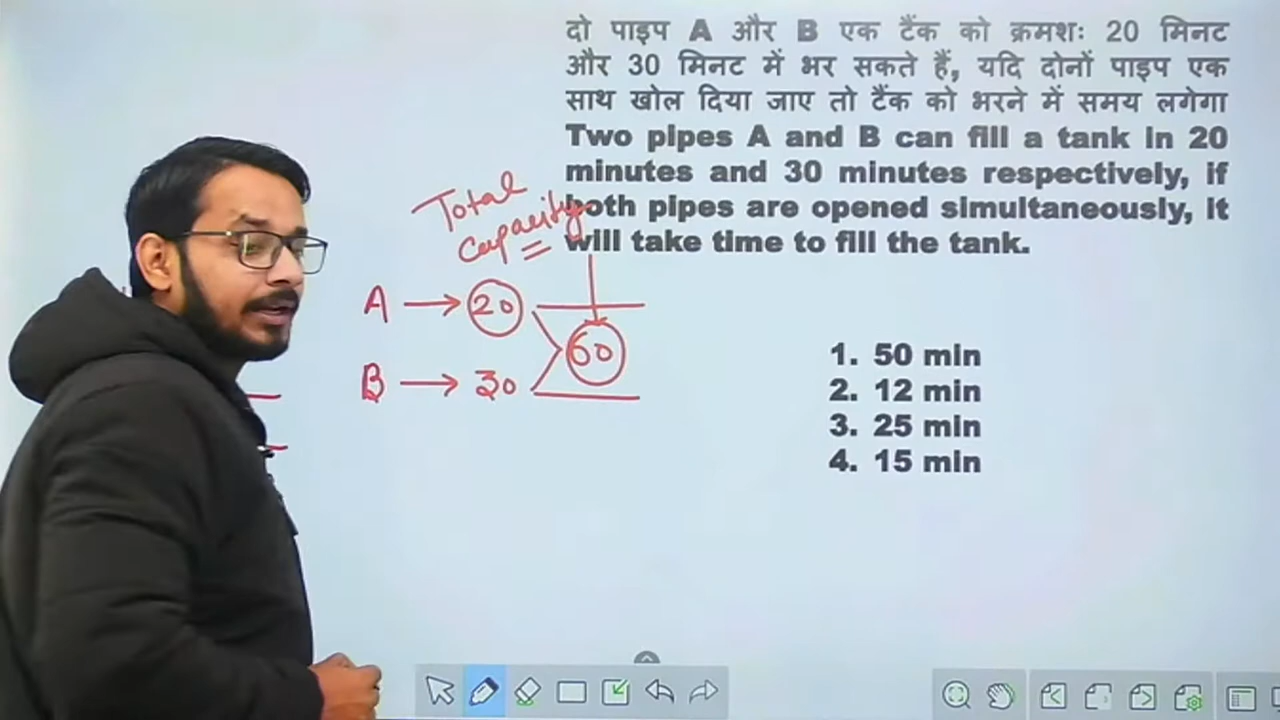 दो पाइप A और B एक टैंक को क्रमशः 20 मिनट
और 30 मिनट में भर सकते हैं, यदि दोनों पाइप एक
साथ खोल दिया जाए तो टैंक को भरने में समय लगेगा
Two pipes A and B can fill a tank in 20
minutes and 30 minutes respectively, if
both pipes are opened simultaneously, it
will take time to fill the tank.
Total
capacity
A → 20
60
B → 30
1. 50 min
2. 12 min
3. 25 min
4. 15 min